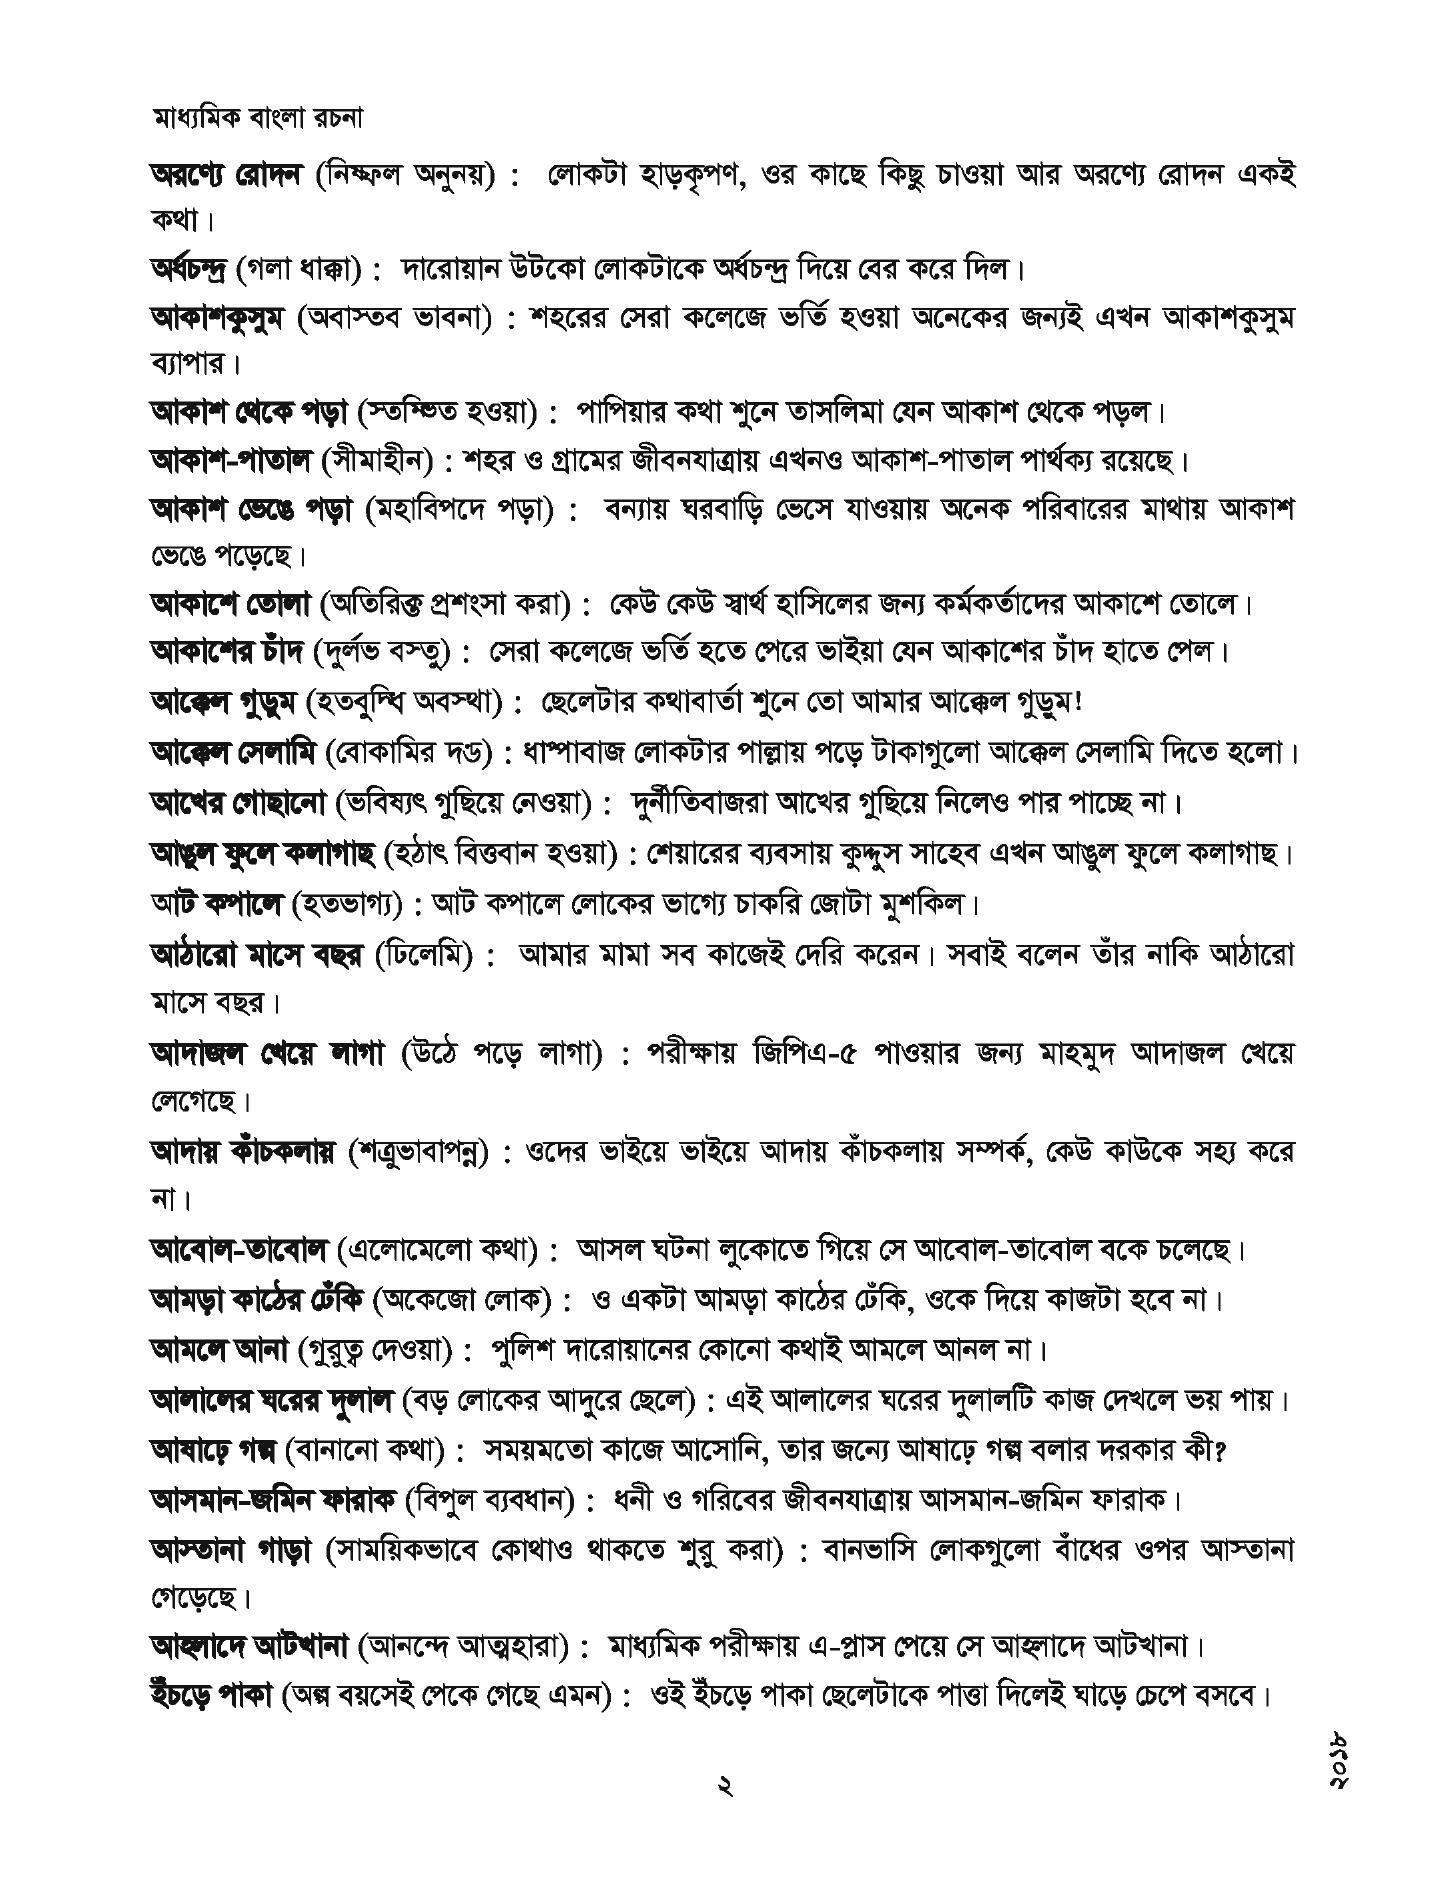 মাধ্যমিক বাংলা রচনা
অরণ্যে রোদন (নিষ্ফল অনুনয়) : লোকটা হাড়কৃপণ, ওর কাছে কিছু চাওয়া আর অরণ্যে রোদন একই
কথা।
অর্ধচন্দ্র (গলা ধাক্কা) : দারোয়ান উটকো লোকটাকে অর্ধচন্দ্র দিয়ে বের করে দিল।
আকাশকুসুম (অবাস্তব ভাবনা) : শহরের সেরা কলেজে ভর্তি হওয়া অনেকের জন্যই এখন আকাশকুসুম
ব্যাপার।
আকাশ থেকে পড়া (স্তম্ভিত হওয়া) : পাপিয়ার কথা শুনে তাসলিমা যেন আকাশ থেকে পড়ল।
আকাশ-পাতাল (সীমাহীন) : শহর ও গ্রামের জীবনযাত্রায় এখনও আকাশ-পাতাল পার্থক্য রয়েছে।
আকাশ ভেঙে পড়া (মহাবিপদে পড়া) : বন্যায় ঘরবাড়ি ভেসে যাওয়ায় অনেক পরিবারের মাথায় আকাশ
ভেঙে পড়েছে।
আকাশে তোলা (অতিরিক্ত প্রশংসা করা) : কেউ কেউ স্বার্থ হাসিলের জন্য কর্মকর্তাদের আকাশে তোলে।
আকাশের চাঁদ (দুর্লভ বস্তু) : সেরা কলেজে ভর্তি হতে পেরে ভাইয়া যেন আকাশের চাঁদ হাতে পেল।
আক্কেল গুড়ুম (হতবুদ্ধি অবস্থা) : ছেলেটার কথাবার্তা শুনে তো আমার আক্কেল গুড়ুম!
আক্কেল সেলামি (বোকামির দণ্ড) : ধাপ্পাবাজ লোকটার পাল্লায় পড়ে টাকাগুলো আক্কেল সেলামি দিতে হলো।
আখের গোছানো (ভবিষ্যৎ গুছিয়ে নেওয়া) : দুর্নীতিবাজরা আখের গুছিয়ে নিলেও পার পাচ্ছে না।
আঙুল ফুলে কলাগাছ (হঠাৎ বিত্তবান হওয়া) : শেয়ারের ব্যবসায় কুদ্দুস সাহেব এখন আঙুল ফুলে কলাগাছ।
আট কপালে (হতভাগ্য) : আট কপালে লোকের ভাগ্যে চাকরি জোটা মুশকিল।
আঠারো মাসে বছর (ঢিলেমি) : আমার মামা সব কাজেই দেরি করেন। সবাই বলেন তাঁর নাকি আঠারো
মাসে বছর।
আদাজল খেয়ে লাগা (উঠে পড়ে লাগা) : পরীক্ষায় জিপিএ-৫ পাওয়ার জন্য মাহমুদ আদাজল খেয়ে
লেগেছে।
আদায় কাঁচকলায় (শত্রুভাবাপন্ন) : ওদের ভাইয়ে ভাইয়ে আদায় কাঁচকলায় সম্পর্ক, কেউ কাউকে সহ্য করে
না।
আবোল-তাবোল (এলোমেলো কথা) : আসল ঘটনা লুকোতে গিয়ে সে আবোল-তাবোল বকে চলেছে।
আমড়া কাঠের ঢেঁকি (অকেজো লোক) : ও একটা আমড়া কাঠের ঢেঁকি, ওকে দিয়ে কাজটা হবে না।
আমলে আনা (গুরুত্ব দেওয়া) : পুলিশ দারোয়ানের কোনো কথাই আমলে আনল না।
আলালের ঘরের দুলাল (বড় লোকের আদুরে ছেলে) : এই আলালের ঘরের দুলালটি কাজ দেখলে ভয় পায়।
আষাঢ়ে গল্প (বানানো কথা) : সময়মতো কাজে আসোনি, তার জন্যে আষাঢ়ে গল্প বলার দরকার কী?
আসমান-জমিন ফারাক (বিপুল ব্যবধান) : ধনী ও গরিবের জীবনযাত্রায় আসমান-জমিন ফারাক।
আস্তানা গাড়া (সাময়িকভাবে কোথাও থাকতে শুরু করা) : বানভাসি লোকগুলো বাঁধের ওপর আস্তানা
গেড়েছে।
আহ্লাদে আটখানা (আনন্দে আত্মহারা) : মাধ্যমিক পরীক্ষায় এ-প্লাস পেয়ে সে আহ্লাদে আটখানা।
ইঁচড়ে পাকা (অল্প বয়সেই পেকে গেছে এমন) : ওই ইঁচড়ে পাকা ছেলেটাকে পাত্তা দিলেই ঘাড়ে চেপে বসবে।
২
২০১৮